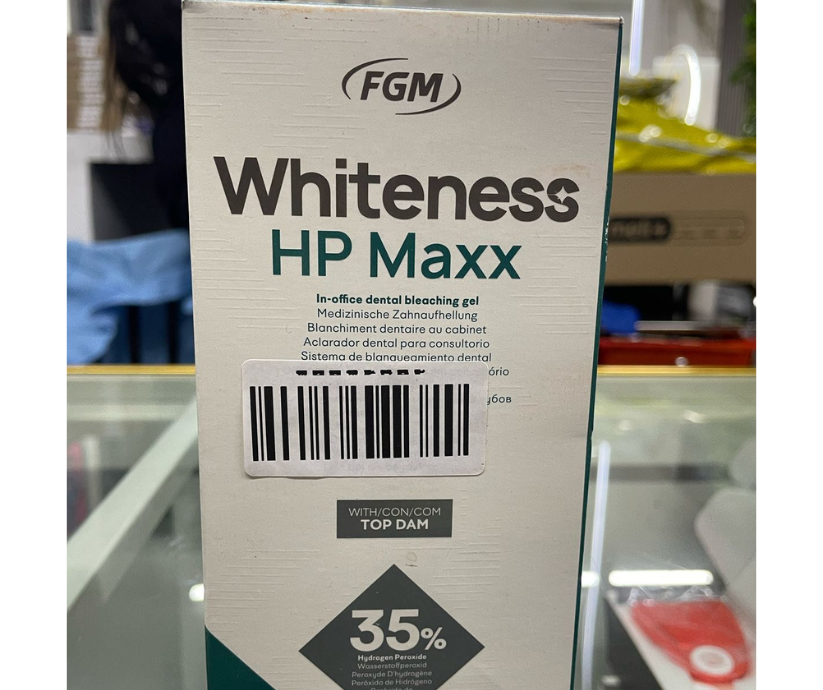 FGM
Whiteness
HP Maxx
In-office dental bleaching gel
Medizinische Zahnaufhellung
Blanchiment dentaire au cabinet
Aclarador dental para consultorio
Sistema de blanqueamiento dental
WITH/CON/COM
TOP DAM
35%
Hydrogen Peroxide
Wasserstoffperoxid
Peroxyde D'hydrogène
Peróxido de Hidrógeno